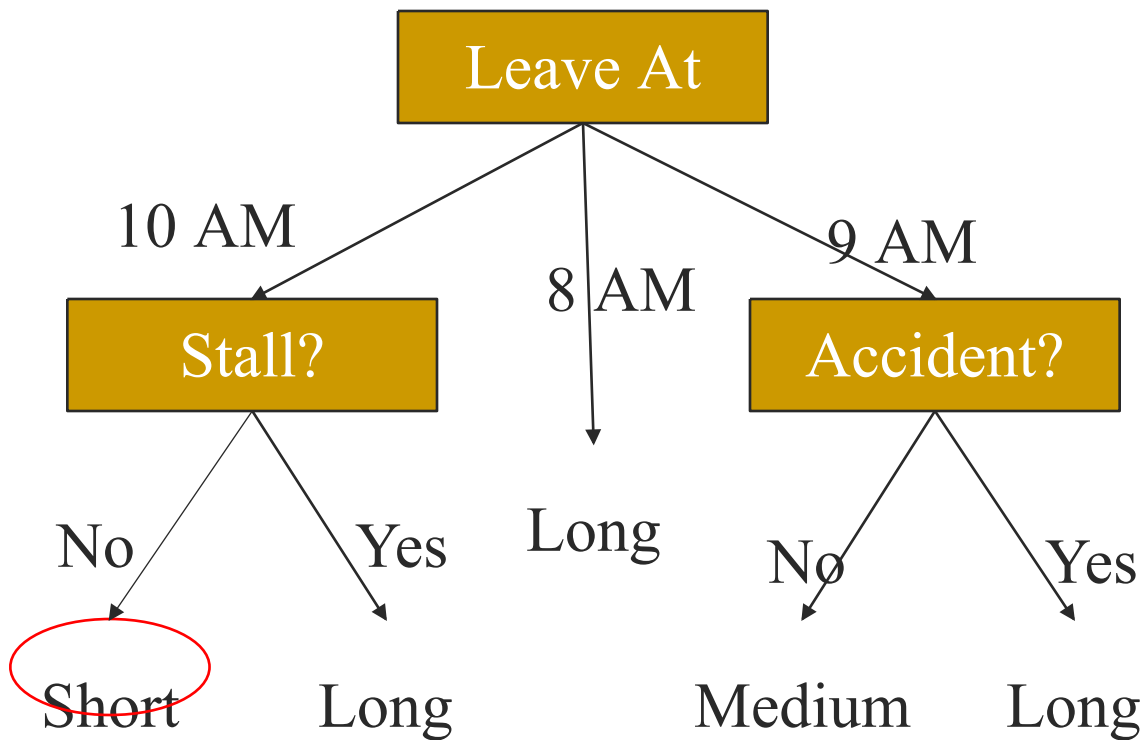 Leave At
10 AM
8 AM
9 AM
Stall?
Accident?
No
Yes
Long
No
Yes
Short
Long
Medium
Long